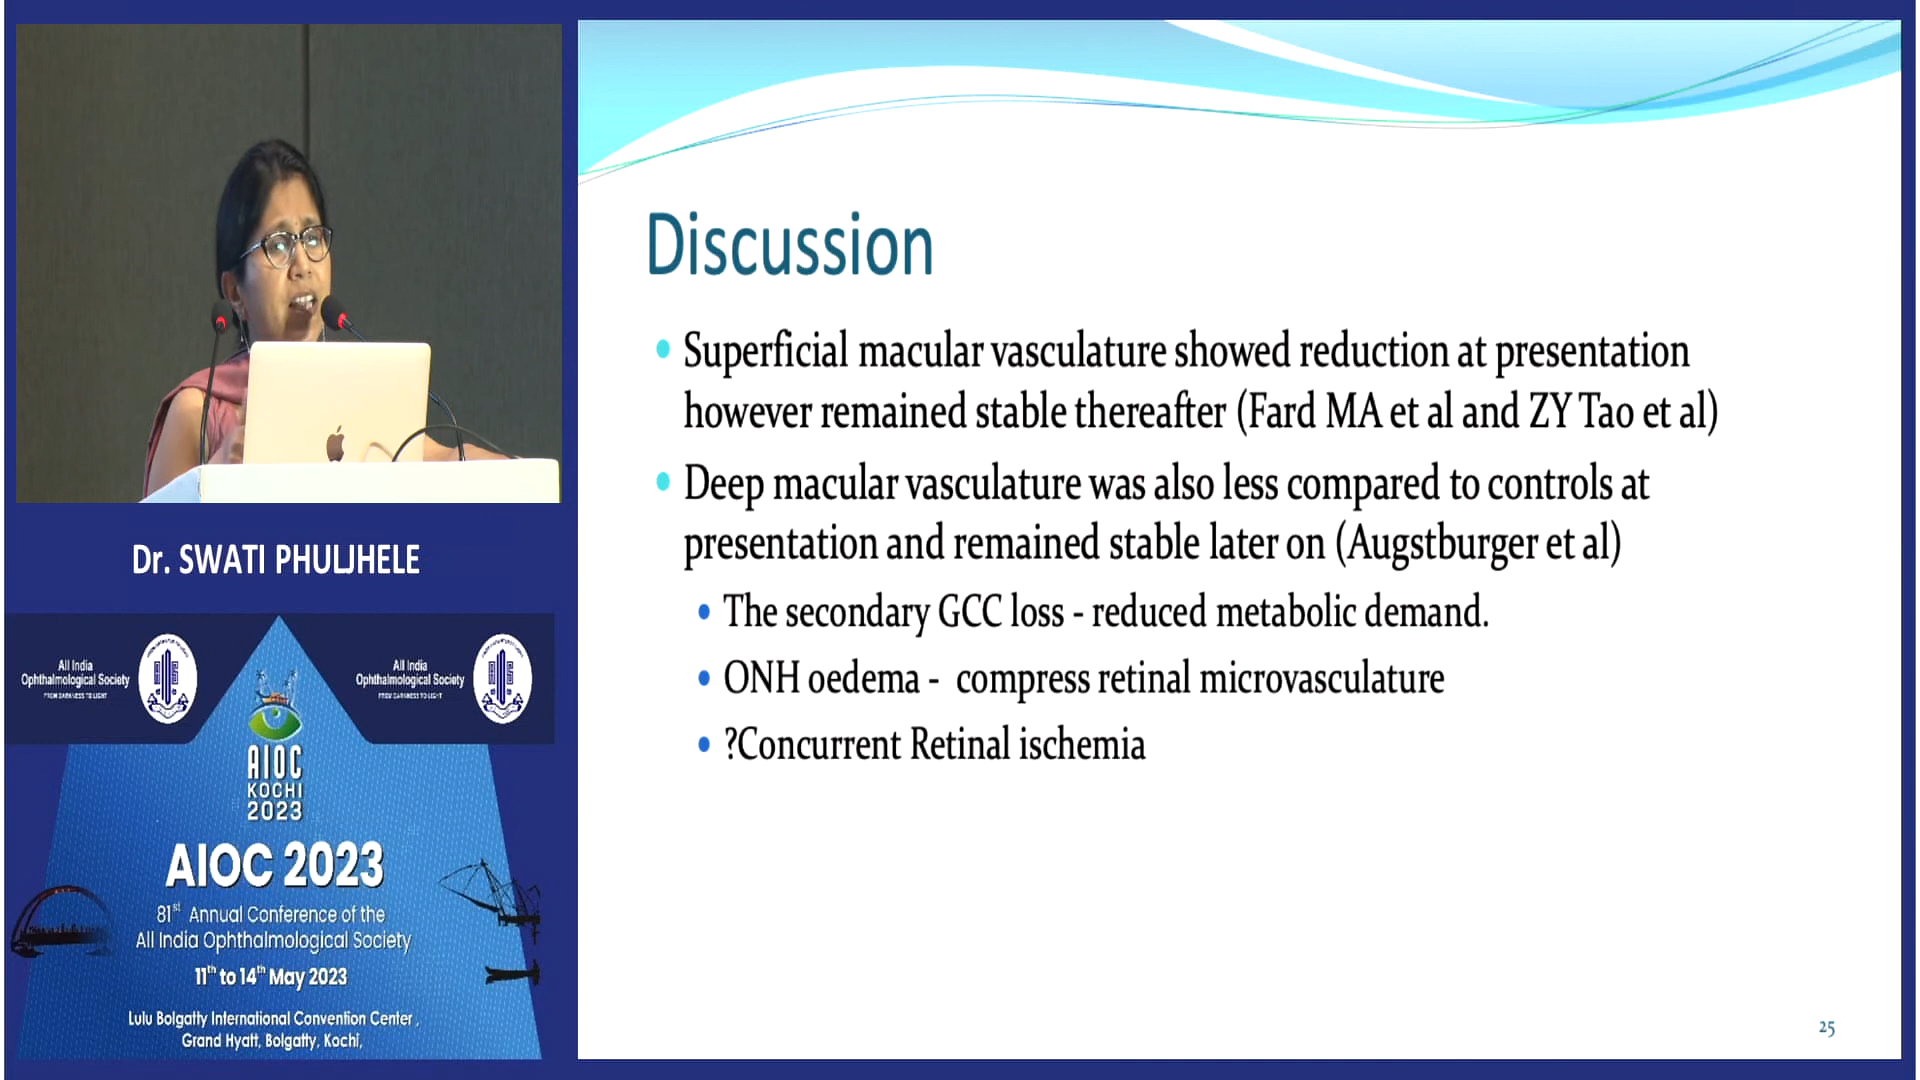 Dr. SWATI PHULJHELE
All India
Ophthalmological Society
FROM DARKNESS TO LIGHT
All India
Ophthalmological Society
FROM DARKNESS TO LIGHT
AIOC
KOCHI
2023
AIOC 2023
81st Annual Conference of the
All India Ophthalmological Society
11th to 14th May 2023
Lulu Bolgatty International Convention Center ,
Grand Hyatt, Bolgatty, Kochi,
Discussion
• Superficial macular vasculature showed reduction at presentation
however remained stable thereafter (Fard MA et al and ZY Tao et al)
• Deep macular vasculature was also less compared to controls at
presentation and remained stable later on (Augstburger et al)
• The secondary GCC loss - reduced metabolic demand.
• ONH oedema - compress retinal microvasculature
• ?Concurrent Retinal ischemia
25